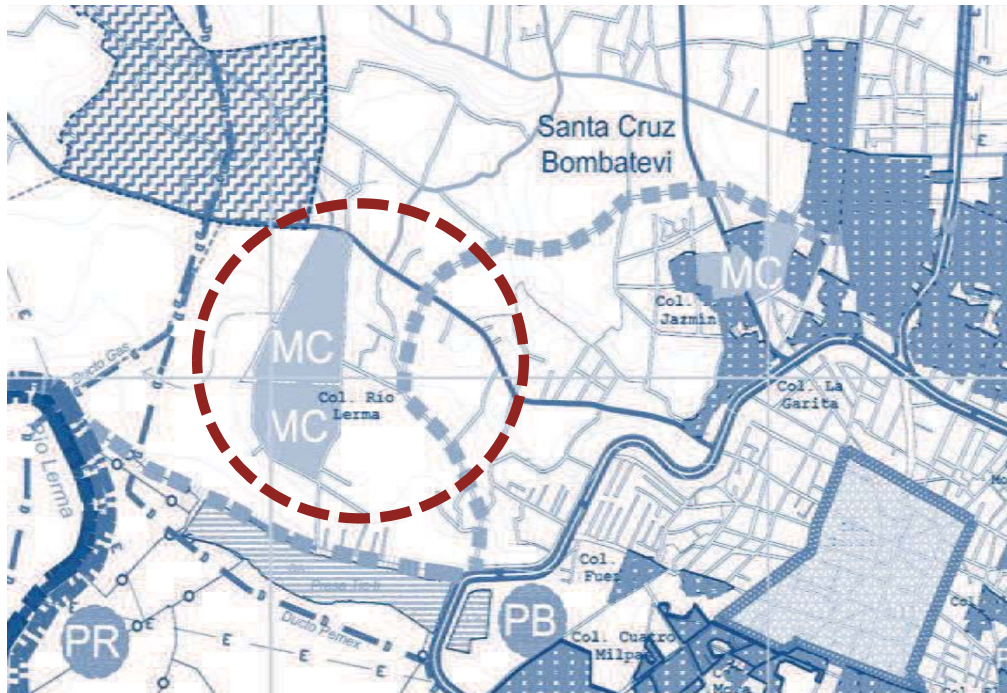 E
Santa Cruz
Bombatevi
MC
Col.
Jazmin
MC
Ducto Gas
E
Col. Río
Lerma
Col. La
Garita
MC
Río Lerma
D
Col.
Fuer
Ducto Pemex
PR
E
E
E
PB
Col. Cuatro
Milpa